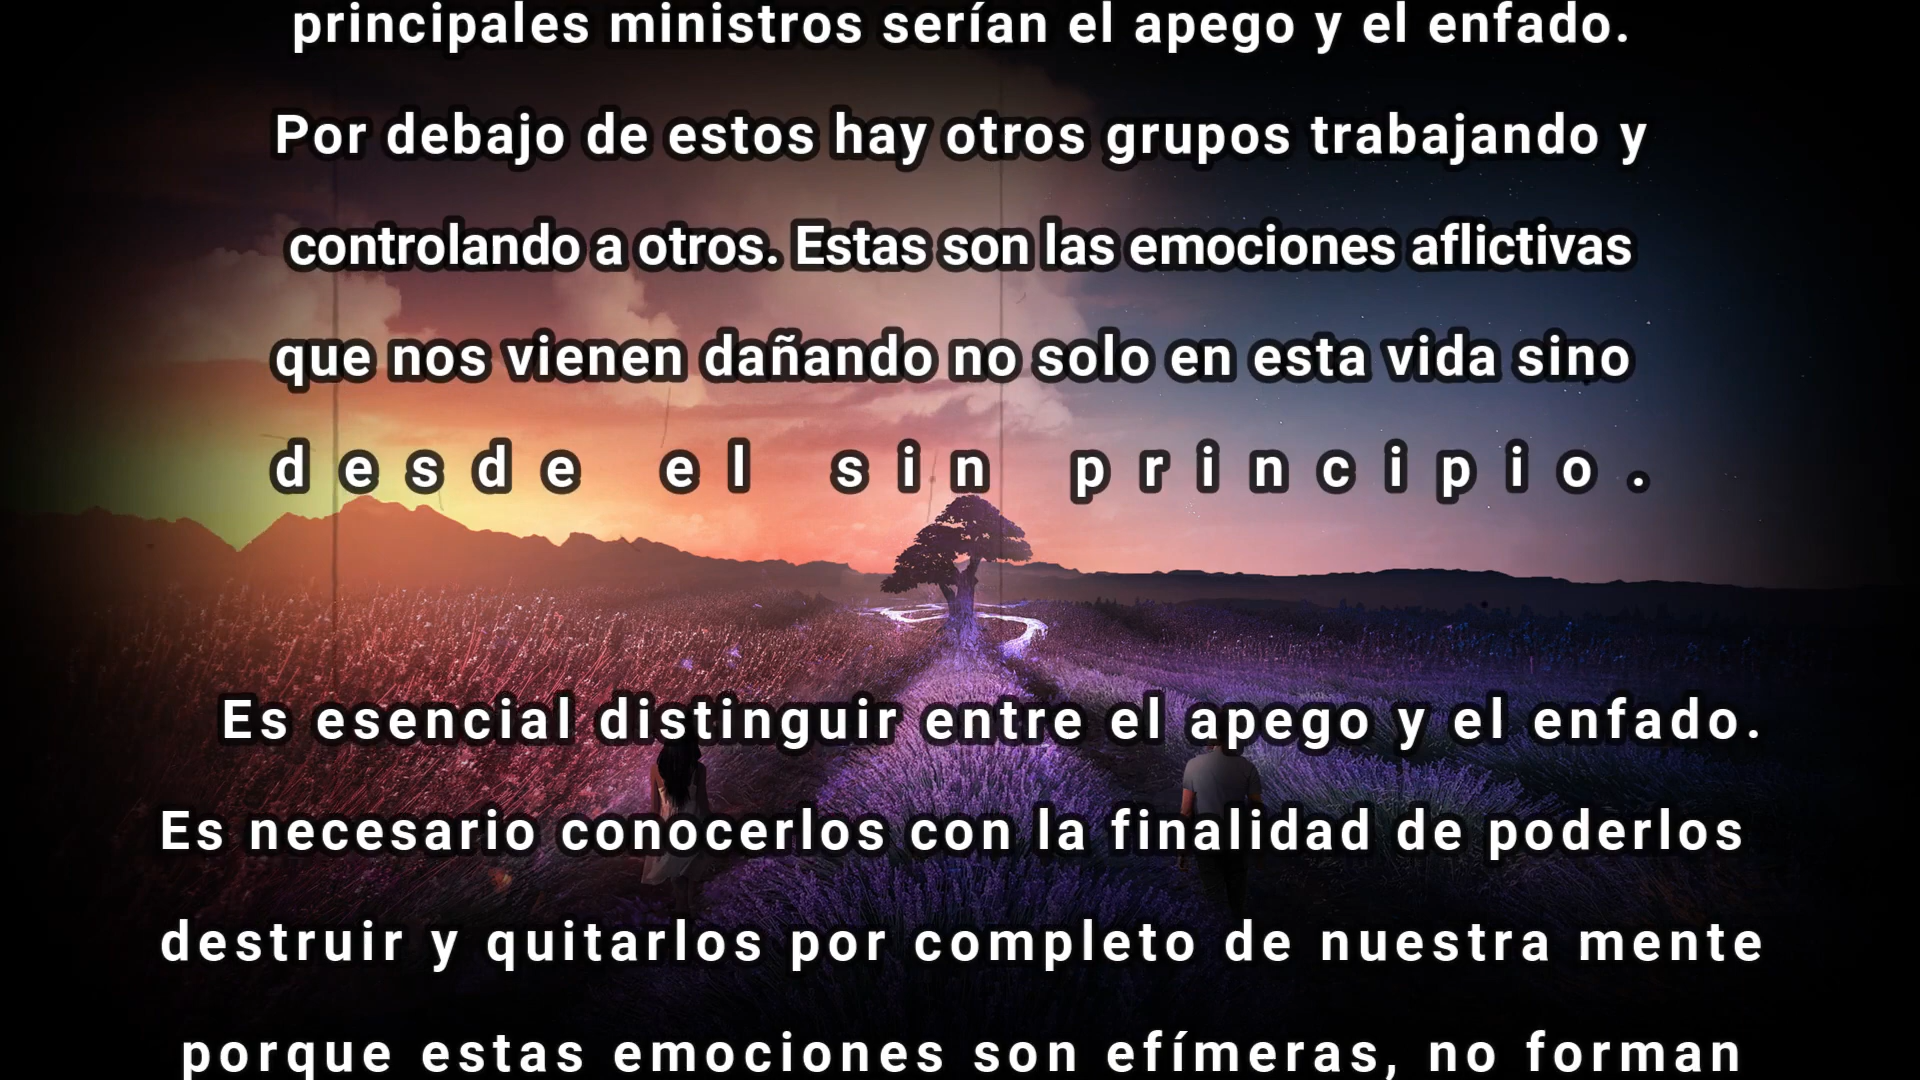 principales ministros serían el apego y el enfado.
Por debajo de estos hay otros grupos trabajando y
controlando a otros. Estas son las emociones aflictivas
que nos vienen dañando no solo en esta vida sino
desde el sin principio.
Es esencial distinguir entre el apego y el enfado.
Es necesario conocerlos con la finalidad de poderlos
destruir y quitarlos por completo de nuestra mente
porque estas emociones son efímeras, no forman